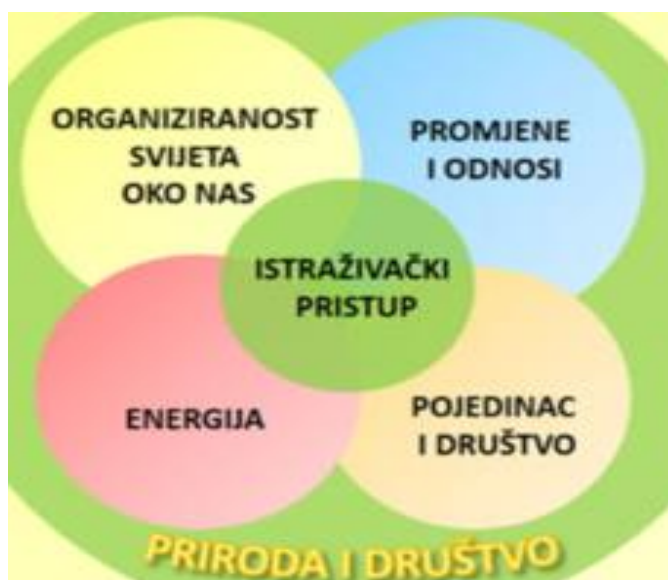 ORGANIZIRANOST
SVIJETA
OKO NAS
PROMJENE
I ODNOSI
ISTRAŽIVAČKI
PRISTUP
ENERGIJA
POJEDINAC
I DRUŠTVO
PRIRODA I DRUŠTVO